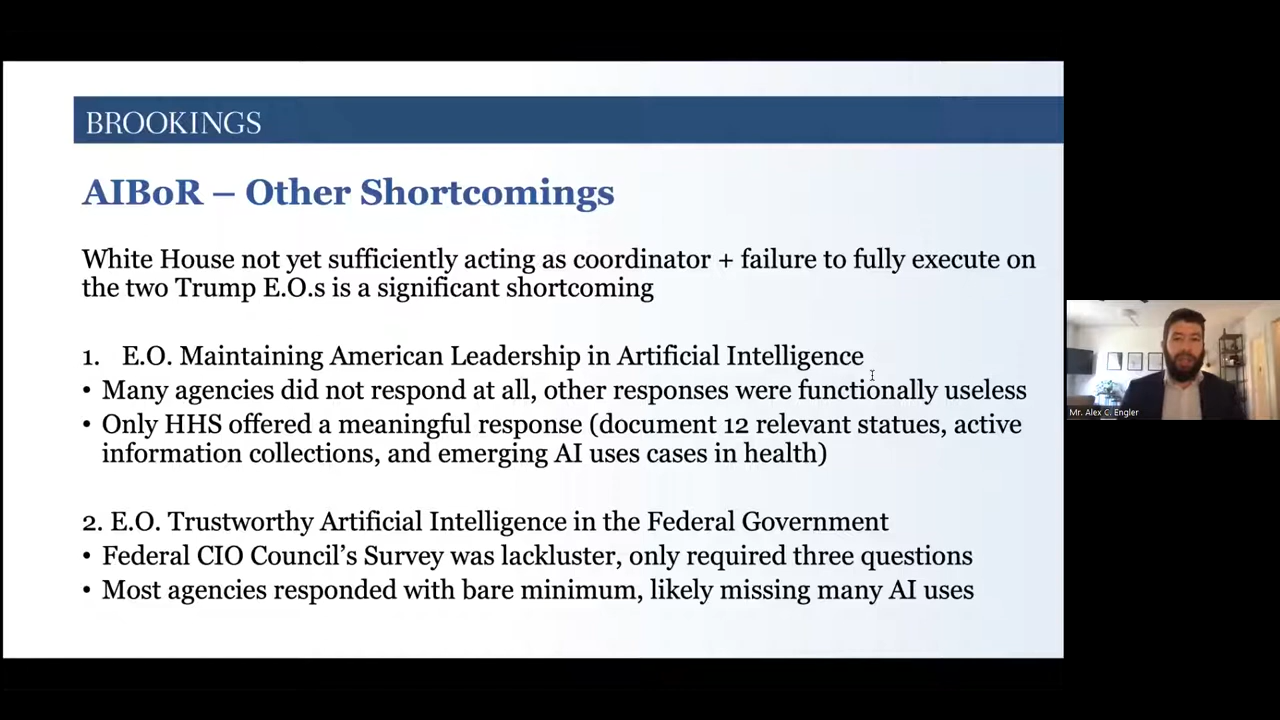 BROOKINGS
AIBoR – Other Shortcomings
White House not yet sufficiently acting as coordinator + failure to fully execute on
the two Trump E.O.s is a significant shortcoming
1. E.O. Maintaining American Leadership in Artificial Intelligence
• Many agencies did not respond at all, other responses were functionally useless
• Only HHS offered a meaningful response (document 12 relevant statues, active
information collections, and emerging AI uses cases in health)
2. E.O. Trustworthy Artificial Intelligence in the Federal Government
• Federal CIO Council’s Survey was lackluster, only required three questions
• Most agencies responded with bare minimum, likely missing many AI uses
Mr. Alex C. Engler